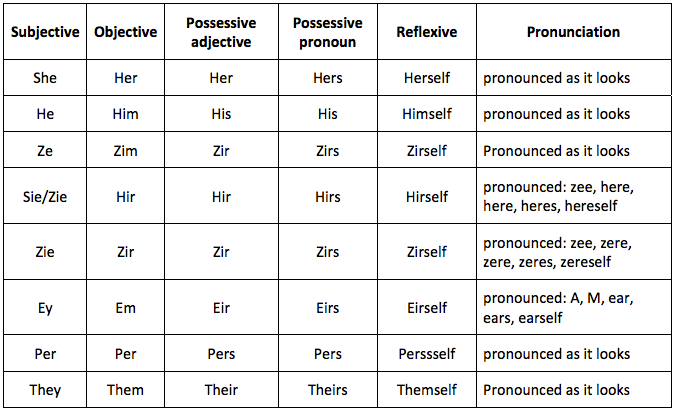 Subjective Objective Possessive adjective Possessive pronoun Reflexive Pronunciation
She Her Her Hers Herself pronounced as it looks
He Him His His Himself pronounced as it looks
Ze Zim Zir Zirs Zirself Pronounced as it looks
Sie/Zie Hir Hir Hirs Hirself pronounced: zee, here,
here, heres, hereself
Zie Zir Zir Zirs Zirself pronounced: zee, zere,
zere, zeres, zereself
Ey Em Eir Eirs Eirself pronounced: A, M, ear,
ears, earself
Per Per Pers Pers Perssself pronounced as it looks
They Them Their Theirs Themself Pronounced as it looks